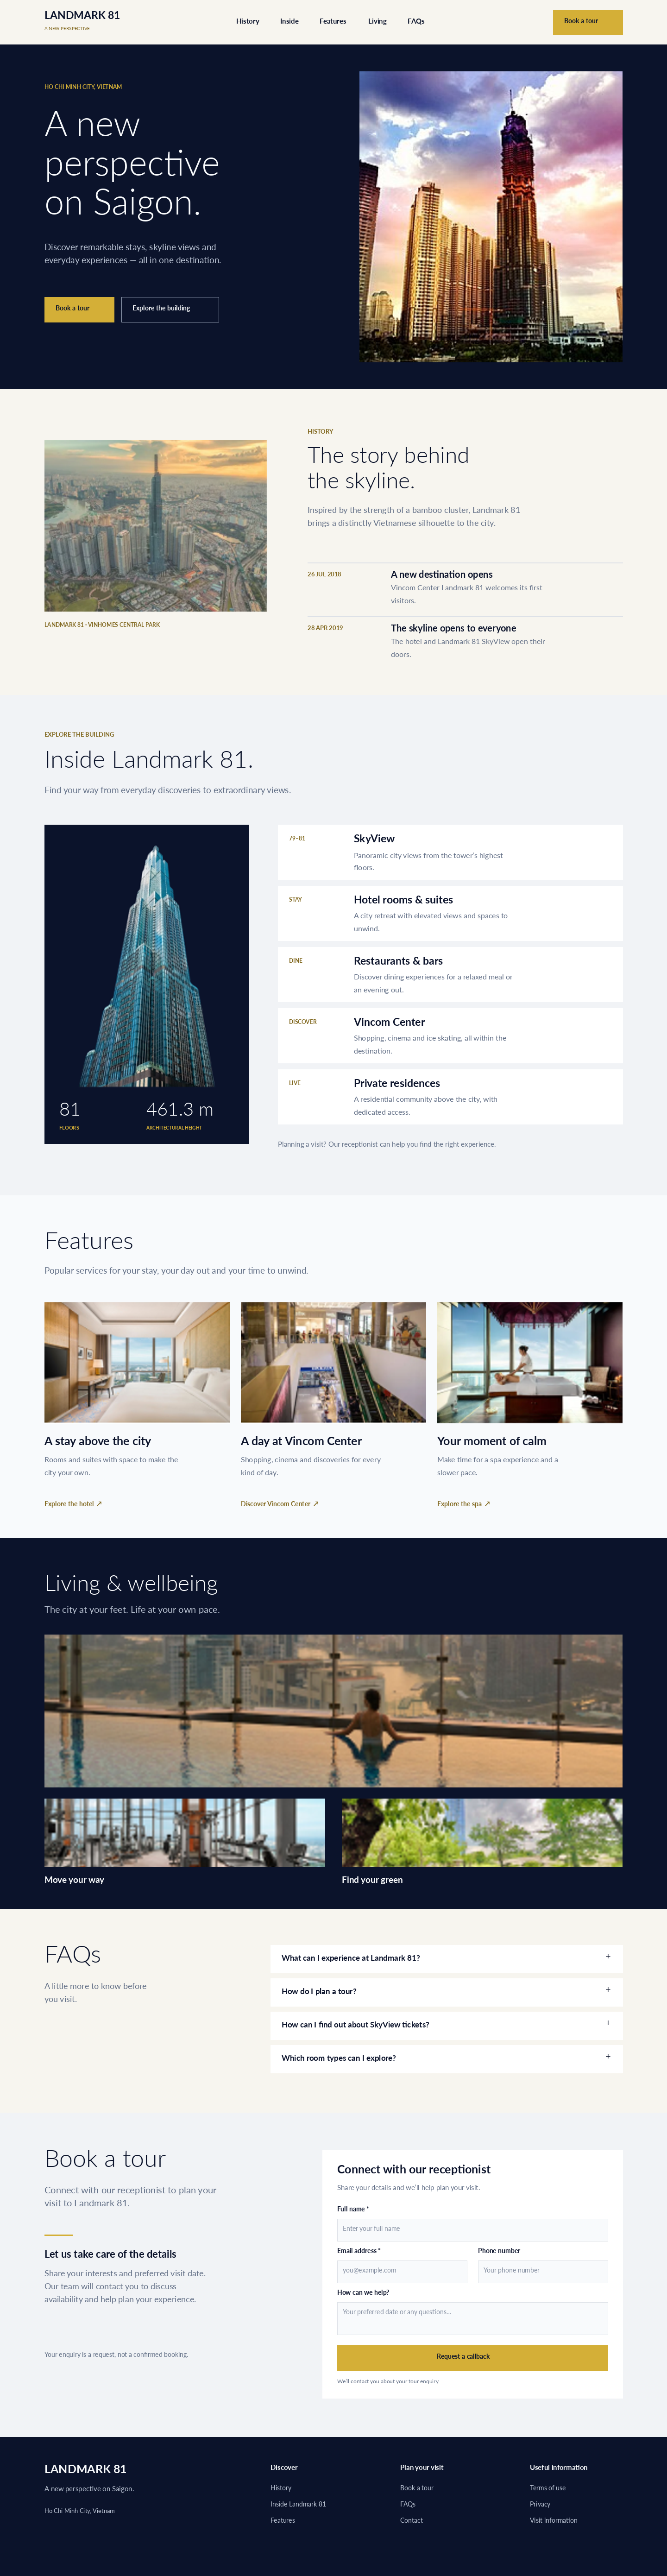 LANDMARK 81
A NEW PERSPECTIVE
History
Inside
Features
Living
FAQs
Book a tour
HO CHI MINH CITY, VIETNAM
A new
perspective
on Saigon.
Discover remarkable stays, skyline views and
everyday experiences — all in one destination.
Book a tour
Explore the building
LANDMARK 81 · VINHOMES CENTRAL PARK
HISTORY
The story behind
the skyline.
Inspired by the strength of a bamboo cluster, Landmark 81
brings a distinctly Vietnamese silhouette to the city.
26 JUL 2018
A new destination opens
Vincom Center Landmark 81 welcomes its first
visitors.
28 APR 2019
The skyline opens to everyone
The hotel and Landmark 81 SkyView open their
doors.
EXPLORE THE BUILDING
Inside Landmark 81.
Find your way from everyday discoveries to extraordinary views.
81
FLOORS
461.3 m
ARCHITECTURAL HEIGHT
79–81
SkyView
Panoramic city views from the tower's highest
floors.
STAY
Hotel rooms & suites
A city retreat with elevated views and spaces to
unwind.
DINE
Restaurants & bars
Discover dining experiences for a relaxed meal or
an evening out.
DISCOVER
Vincom Center
Shopping, cinema and ice skating, all within the
destination.
LIVE
Private residences
A residential community above the city, with
dedicated access.
Planning a visit? Our receptionist can help you find the right experience.
Features
Popular services for your stay, your day out and your time to unwind.
A stay above the city
Rooms and suites with space to make the
city your own.
Explore the hotel ↗
A day at Vincom Center
Shopping, cinema and discoveries for every
kind of day.
Discover Vincom Center ↗
Your moment of calm
Make time for a spa experience and a
slower pace.
Explore the spa ↗
Living & wellbeing
The city at your feet. Life at your own pace.
Move your way
Find your green
FAQs
A little more to know before
you visit.
What can I experience at Landmark 81? +
How do I plan a tour? +
How can I find out about SkyView tickets? +
Which room types can I explore? +
Book a tour
Connect with our receptionist to plan your
visit to Landmark 81.
Let us take care of the details
Share your interests and preferred visit date.
Our team will contact you to discuss
availability and help plan your experience.
Your enquiry is a request, not a confirmed booking.
Connect with our receptionist
Share your details and we'll help plan your visit.
Full name *
Enter your full name
Email address *
you@example.com
Phone number
Your phone number
How can we help?
Your preferred date or any questions...
Request a callback
We'll contact you about your tour enquiry.
LANDMARK 81
A new perspective on Saigon.
Ho Chi Minh City, Vietnam
Discover
History
Inside Landmark 81
Features
Plan your visit
Book a tour
FAQs
Contact
Useful information
Terms of use
Privacy
Visit information